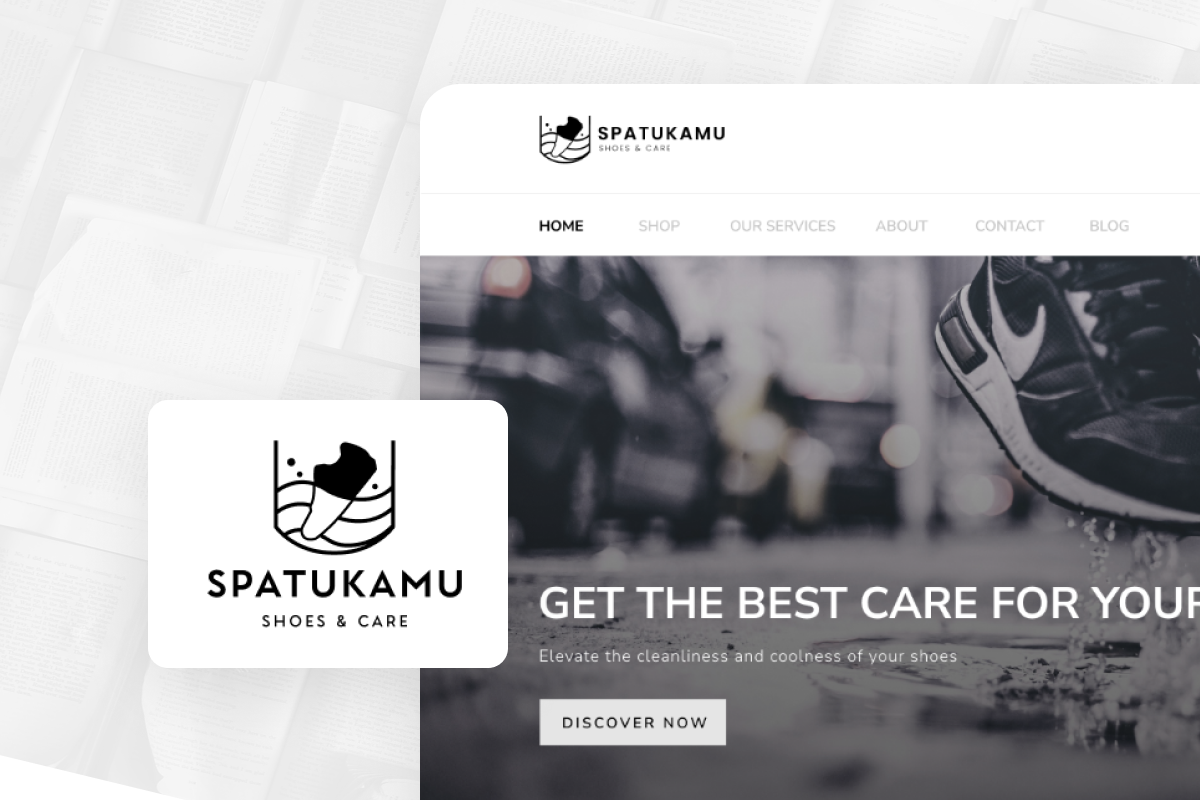 SPATUKAMU
SHOES & CARE
HOME SHOP OUR SERVICES ABOUT CONTACT BLOG
SPATUKAMU
SHOES & CARE
GET THE BEST CARE FOR YOUR
Elevate the cleanliness and coolness of your shoes
DISCOVER NOW